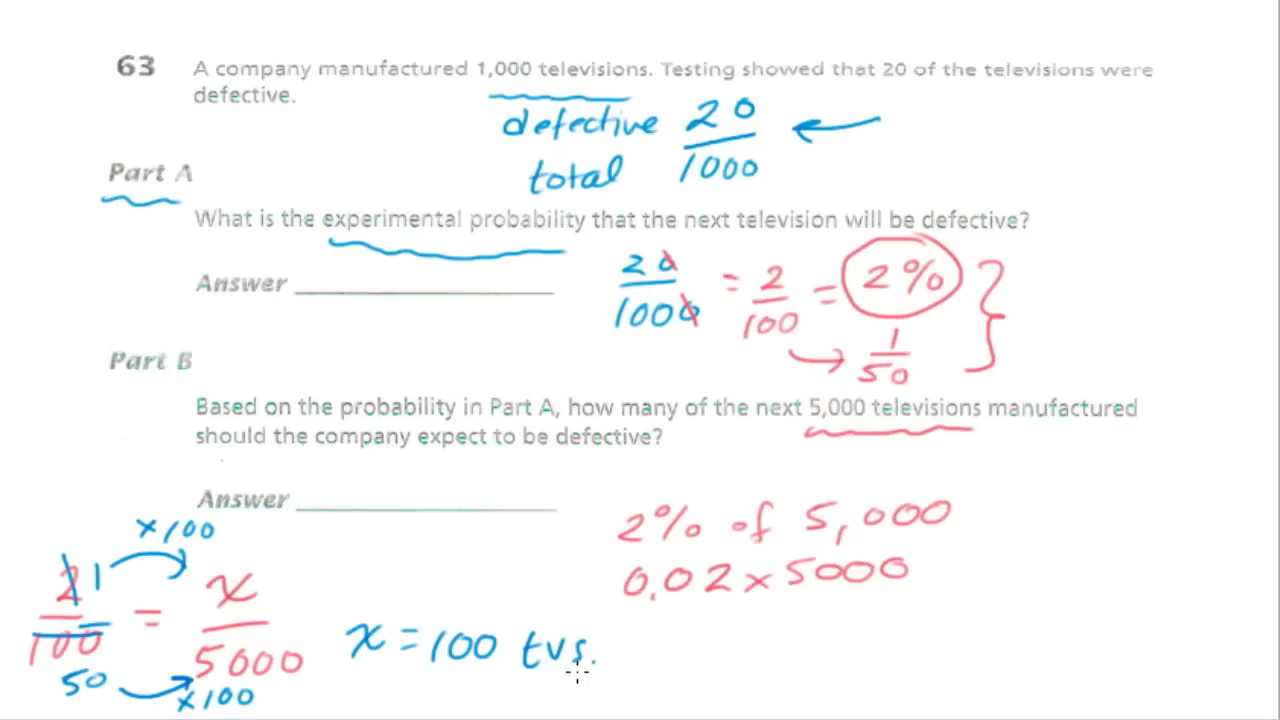 63 A company manufactured 1,000 televisions. Testing showed that 20 of the televisions were
defective.
defective 20
total 1000
Part A
What is the experimental probability that the next television will be defective?
Answer ____________
20/1000 = 2/100 = 2%
1/50
Part B
Based on the probability in Part A, how many of the next 5,000 televisions manufactured
should the company expect to be defective?
Answer ____________
2% of 5,000
0.02 x 5000
x100
2 1 = x
100 5000
50 x100
x = 100 tvs.